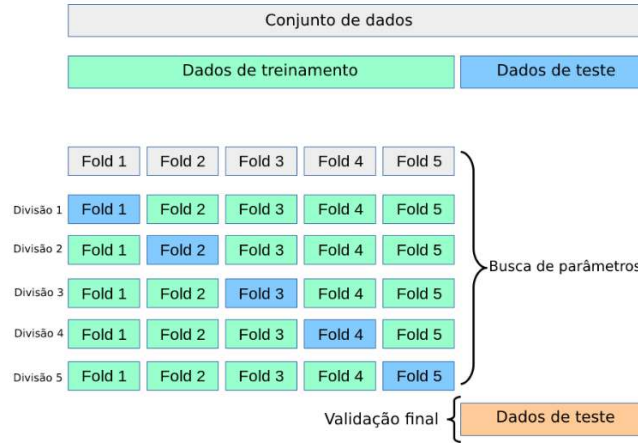 Conjunto de dados
Dados de treinamento Dados de teste
Fold 1 Fold 2 Fold 3 Fold 4 Fold 5
Divisão 1 Fold 1 Fold 2 Fold 3 Fold 4 Fold 5
Divisão 2 Fold 1 Fold 2 Fold 3 Fold 4 Fold 5
Busca de parâmetros
Divisão 3 Fold 1 Fold 2 Fold 3 Fold 4 Fold 5
Divisão 4 Fold 1 Fold 2 Fold 3 Fold 4 Fold 5
Divisão 5 Fold 1 Fold 2 Fold 3 Fold 4 Fold 5
Validação final Dados de teste